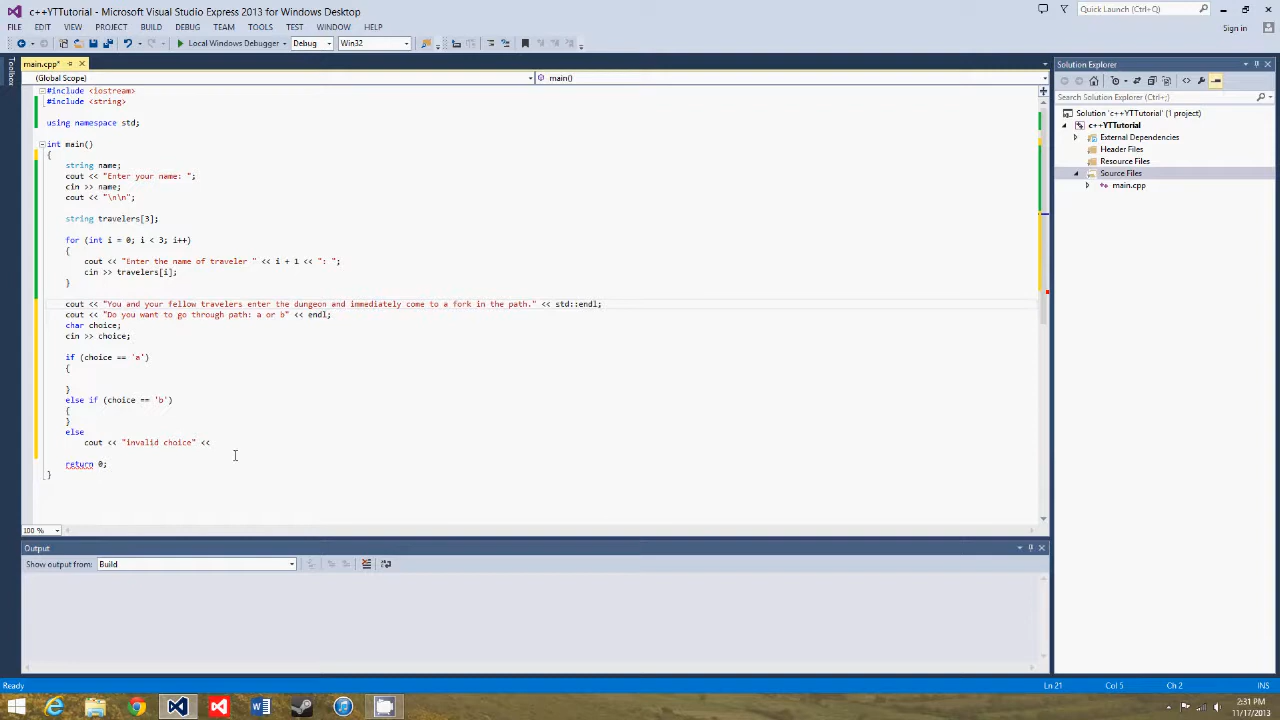 c++YTTutorial - Microsoft Visual Studio Express 2013 for Windows Desktop
Quick Launch (Ctrl+Q)
FILE EDIT VIEW PROJECT BUILD DEBUG TEAM TOOLS TEST WINDOW HELP
Sign in
Local Windows Debugger Debug Win32
Toolbox
main.cpp*
(Global Scope) main()
#include <iostream>
#include <string>
using namespace std;
int main()
{
string name;
cout << "Enter your name: ";
cin >> name;
cout << "\n\n";
string travelers[3];
for (int i = 0; i < 3; i++)
{
cout << "Enter the name of traveler " << i + 1 << ": ";
cin >> travelers[i];
}
cout << "You and your fellow travelers enter the dungeon and immediately come to a fork in the path." << std::endl;
cout << "Do you want to go through path: a or b" << endl;
char choice;
cin >> choice;
if (choice == 'a')
{
}
else if (choice == 'b')
{
}
else
cout << "invalid choice" <<
return 0;
}
100 %
Output
Show output from: Build
Solution Explorer
Search Solution Explorer (Ctrl+;)
Solution 'c++YTTutorial' (1 project)
c++YTTutorial
External Dependencies
Header Files
Resource Files
Source Files
main.cpp
Ready Ln 21 Col 5 Ch 2 INS
2:31 PM
11/17/2013